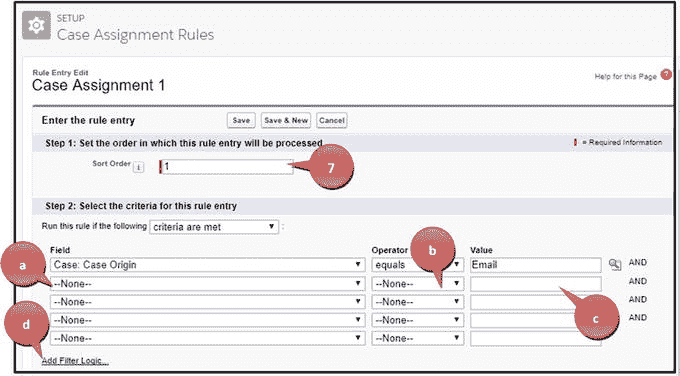 SETUP
Case Assignment Rules
Rule Entry Edit
Case Assignment 1
Help for this Page ?
Enter the rule entry Save Save & New Cancel
Step 1: Set the order in which this rule entry will be processed = Required Information
Sort Order i 1
7
Step 2: Select the criteria for this rule entry
Run this rule if the following criteria are met :
Field Operator Value
b
a
Case: Case Origin equals Email AND
--None-- --None-- AND
--None-- --None-- AND
c
d
--None-- --None-- AND
--None-- --None--
Add Filter Logic...